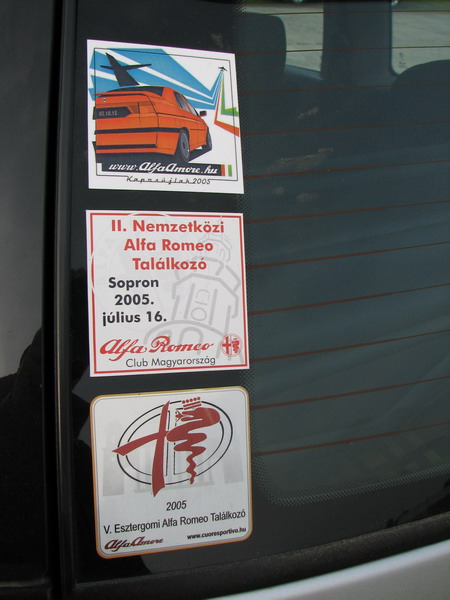 www.AlfaAmore.hu
Kaposújlak 2005
II. Nemzetközi
Alfa Romeo
Találkozó
Sopron
2005.
július 16.
Alfa Romeo
Club Magyarország
2005
V. Esztergomi Alfa Romeo Találkozó
AlfaAmore
www.cuoresportivo.hu